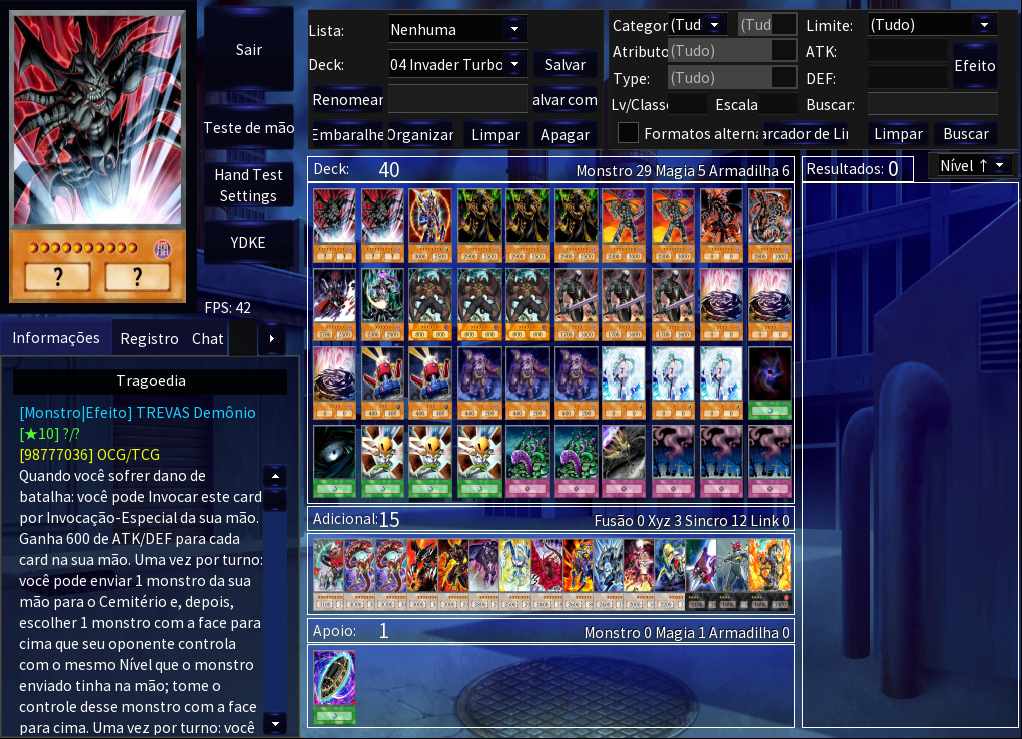 ? ?
Sair
Teste de mão
Hand Test
Settings
YDKE
FPS: 42
Lista: Nenhuma
Deck: 04 Invader Turbo Salvar
Renomear alvar com
Embaralhe Organizar Limpar Apagar
Categor (Tud (Tud Limite: (Tudo)
Atributo (Tudo) ATK: Efeito
Type: (Tudo) DEF:
Lv/Classe Escala Buscar:
Formatos alterna arcador de Lin Limpar Buscar
Deck: 40 Monstro 29 Magia 5 Armadilha 6
Resultados: 0 Nível ↑
Adicional: 15 Fusão 0 Xyz 3 Sincro 12 Link 0
Apoio: 1 Monstro 0 Magia 1 Armadilha 0
Informações Registro Chat
Tragoedia
[Monstro|Efeito] TREVAS Demônio
[★10] ?/?
[98777036] OCG/TCG
Quando você sofrer dano de
batalha: você pode Invocar este card
por Invocação-Especial da sua mão.
Ganha 600 de ATK/DEF para cada
card na sua mão. Uma vez por turno:
você pode enviar 1 monstro da sua
mão para o Cemitério e, depois,
escolher 1 monstro com a face para
cima que seu oponente controla
com o mesmo Nível que o monstro
enviado tinha na mão; tome o
controle desse monstro com a face
para cima. Uma vez por turno: você